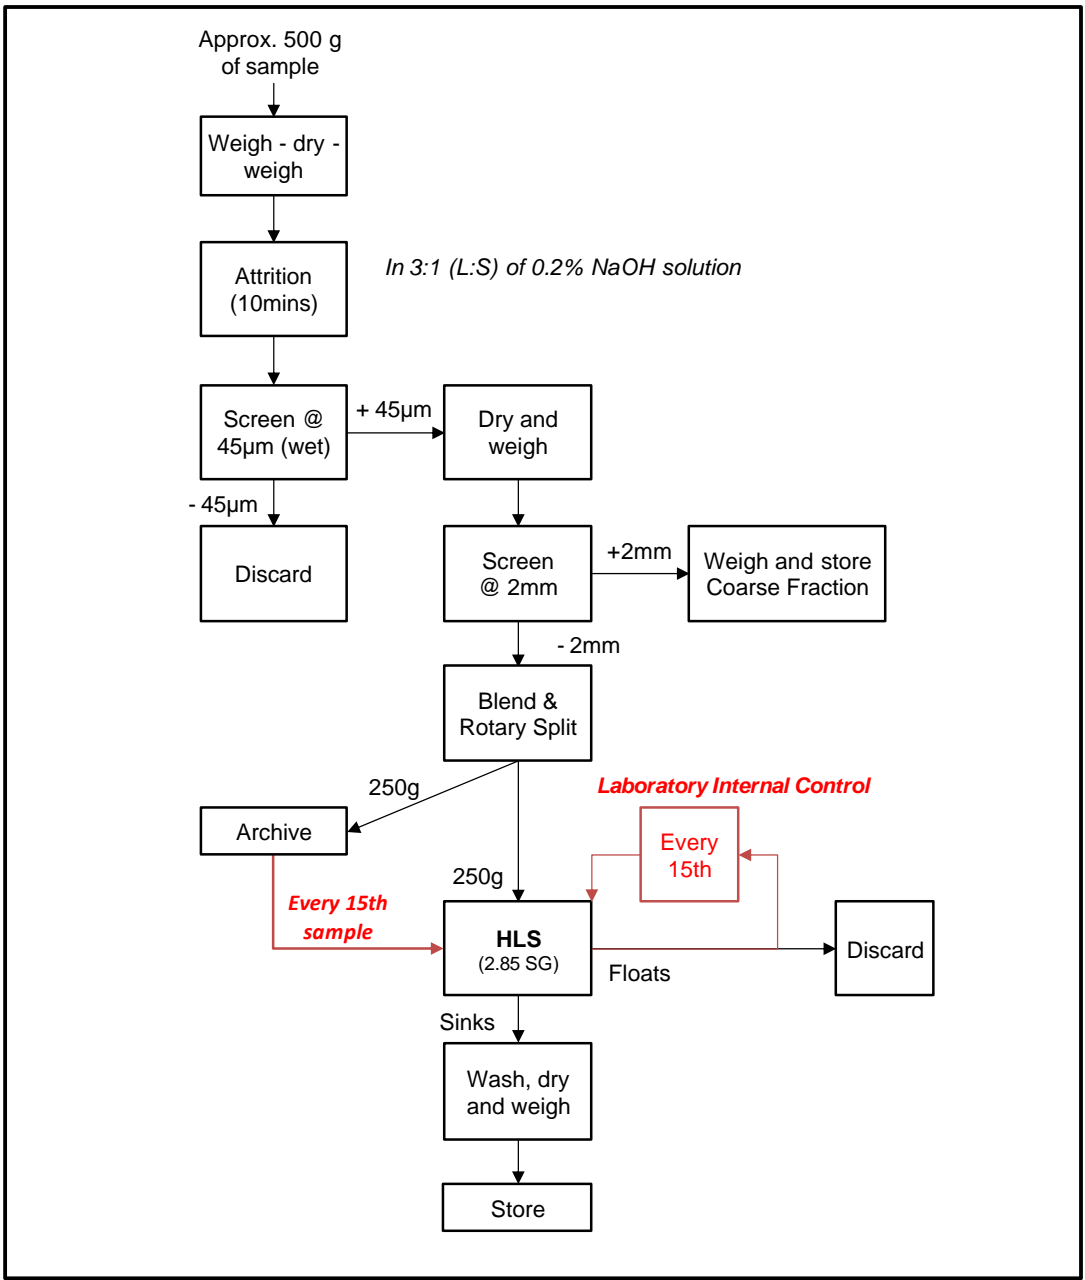 Approx. 500 g
of sample
Weigh - dry -
weigh
Attrition
(10mins)
In 3:1 (L:S) of 0.2% NaOH solution
Screen @
45µm (wet)
+ 45µm
Dry and
weigh
- 45µm
Discard
Screen
@ 2mm
+2mm
Weigh and store
Coarse Fraction
- 2mm
Blend &
Rotary Split
250g
Archive
Laboratory Internal Control
Every
15th
250g
Every 15th
sample
HLS
(2.85 SG)
Floats
Discard
Sinks
Wash, dry
and weigh
Store